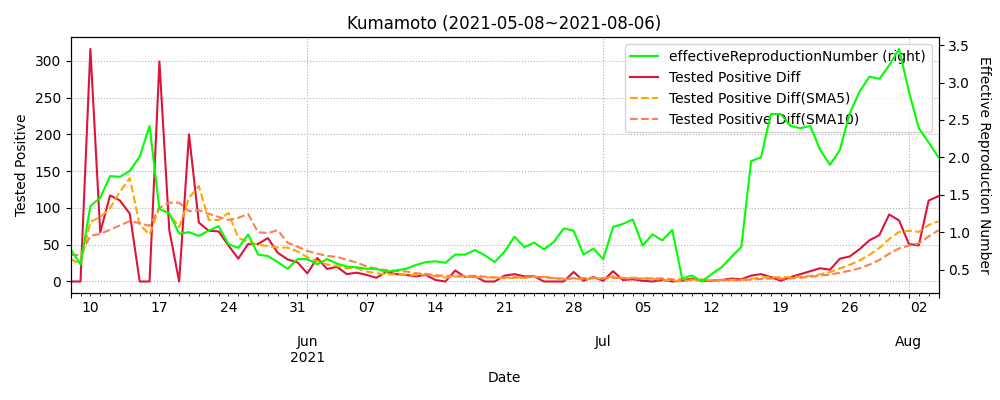 Kumamoto (2021-05-08~2021-08-06)
effectiveReproductionNumber (right)
Tested Positive Diff
Tested Positive Diff(SMA5)
Tested Positive Diff(SMA10)
Tested Positive
300
250
200
150
100
50
0
3.5
3.0
2.5
2.0
1.5
1.0
0.5
Effective Reproduction Number
10 17 24 31 07 14 21 28 05 12 19 26 02
Jun Jul Aug
2021
Date